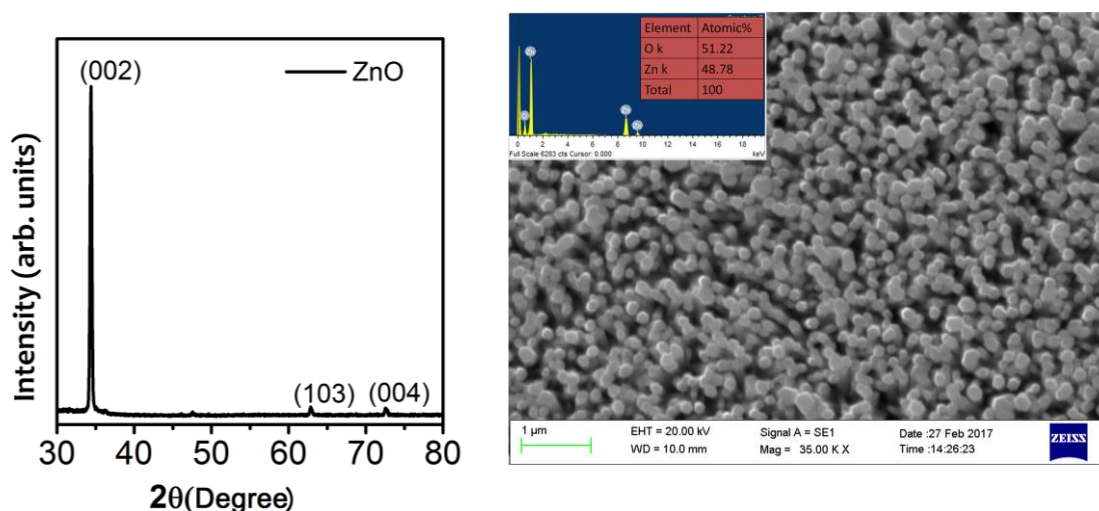 (002)
ZnO
(103)
(004)
Intensity (arb. units)
30 40 50 60 70 80
2θ(Degree)
Element Atomic%
O k 51.22
Zn k 48.78
Total 100
0 2 4 6 8 10 12 14 16 18
Full Scale 6283 cts Cursor: 0.000 keV
1 µm
EHT = 20.00 kV Signal A = SE1 Date :27 Feb 2017
WD = 10.0 mm Mag = 35.00 K X Time :14:26:23
ZEISS